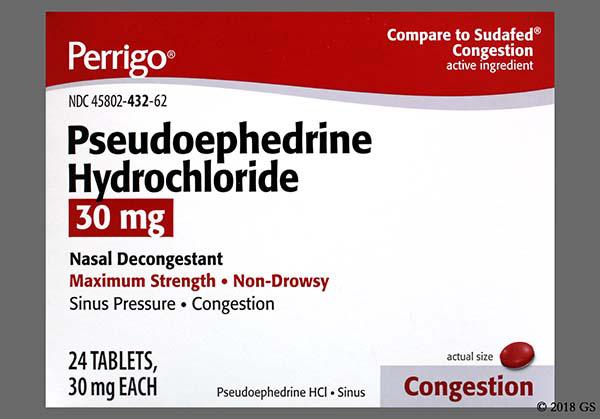 Perrigo®
Compare to Sudafed®
Congestion
active ingredient
NDC 45802-432-62
Pseudoephedrine
Hydrochloride
30 mg
Nasal Decongestant
Maximum Strength • Non-Drowsy
Sinus Pressure • Congestion
24 TABLETS,
30 mg EACH
actual size
Pseudoephedrine HCl • Sinus
Congestion
© 2018 GS